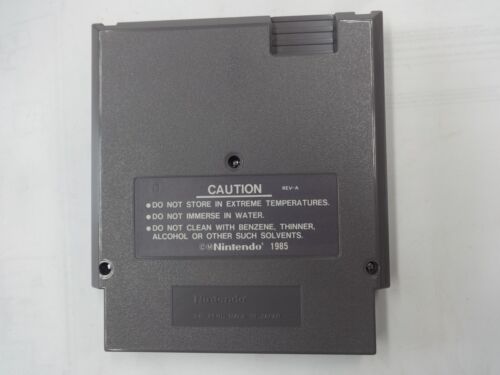 CAUTION REV-A
●DO NOT STORE IN EXTREME TEMPERATURES.
●DO NOT IMMERSE IN WATER.
●DO NOT CLEAN WITH BENZENE, THINNER,
ALCOHOL OR OTHER SUCH SOLVENTS.
©Ⓜ Nintendo® 1985
Nintendo